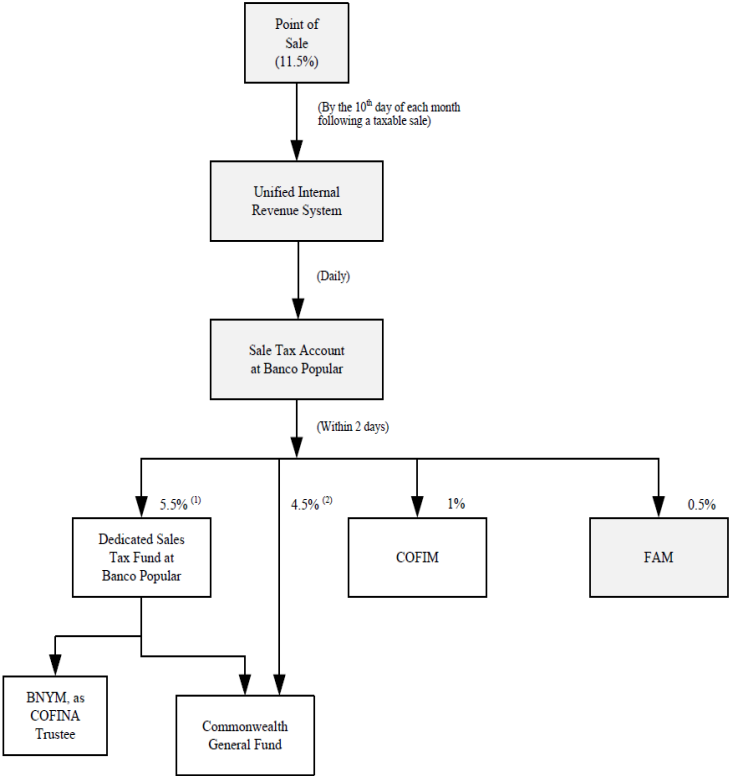 Point of
Sale
(11.5%)
(By the 10th day of each month
following a taxable sale)
Unified Internal
Revenue System
(Daily)
Sale Tax Account
at Banco Popular
(Within 2 days)
5.5% (1)
4.5% (2)
1%
0.5%
Dedicated Sales
Tax Fund at
Banco Popular
COFIM
FAM
BNYM, as
COFINA
Trustee
Commonwealth
General Fund